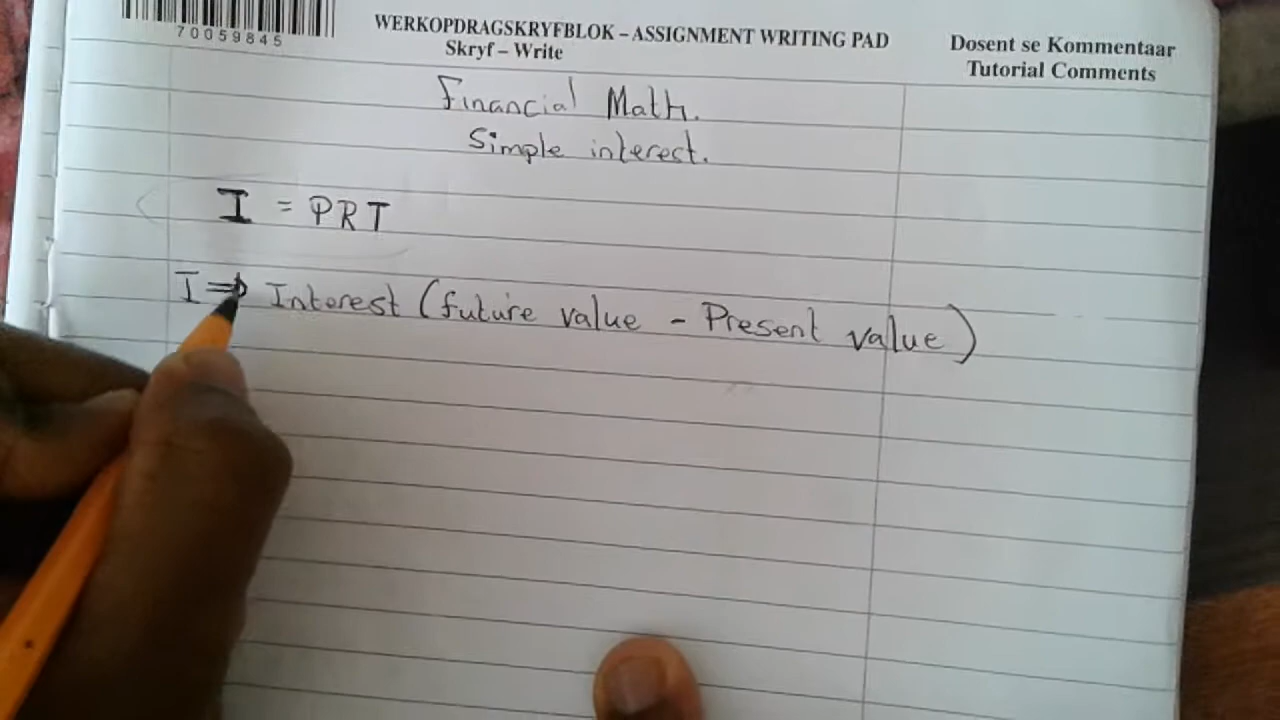 70059845
WERKOPDRAGSKRYFBLOK – ASSIGNMENT WRITING PAD
Skryf – Write
Dosent se Kommentaar
Tutorial Comments
Financial Math.
Simple interest.
I = PRT
I ⇒ Interest (future value - Present value)